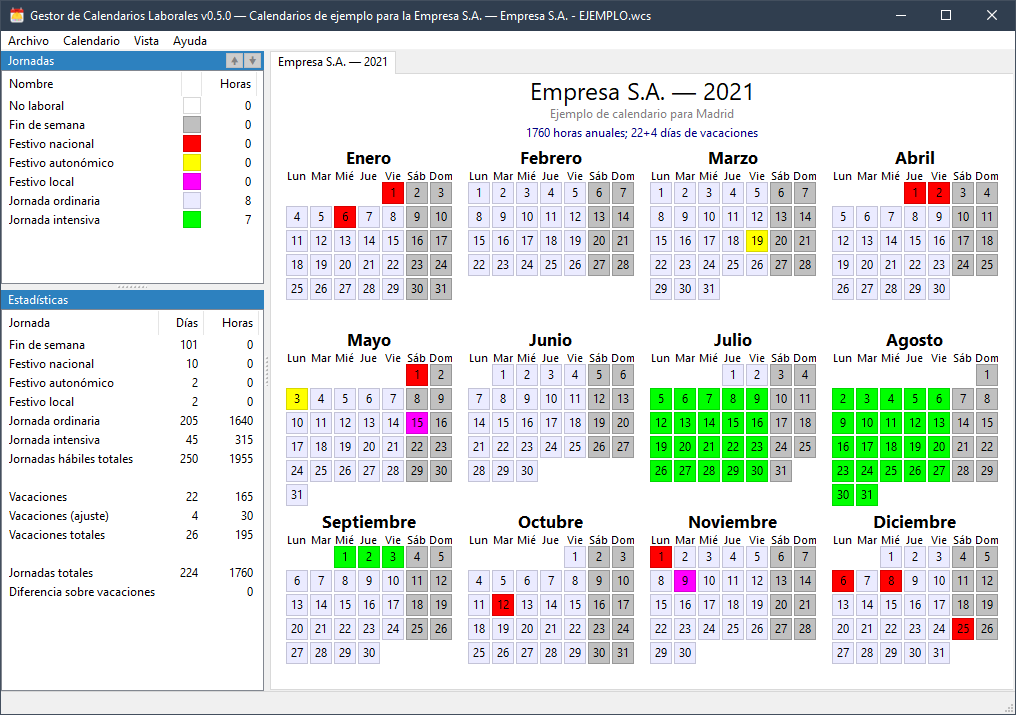 Gestor de Calendarios Laborales v0.5.0 — Calendarios de ejemplo para la Empresa S.A. — Empresa S.A. - EJEMPLO.wcs
Archivo Calendario Vista Ayuda
Jornadas
Nombre Horas
No laboral 0
Fin de semana 0
Festivo nacional 0
Festivo autonómico 0
Festivo local 0
Jornada ordinaria 8
Jornada intensiva 7
Estadísticas
Jornada Días Horas
Fin de semana 101 0
Festivo nacional 10 0
Festivo autonómico 2 0
Festivo local 2 0
Jornada ordinaria 205 1640
Jornada intensiva 45 315
Jornadas hábiles totales 250 1955
Vacaciones 22 165
Vacaciones (ajuste) 4 30
Vacaciones totales 26 195
Jornadas totales 224 1760
Diferencia sobre vacaciones 0
Empresa S.A. — 2021
Empresa S.A. — 2021
Ejemplo de calendario para Madrid
1760 horas anuales; 22+4 días de vacaciones
Enero Febrero Marzo Abril
Lun Mar Mié Jue Vie Sáb Dom Lun Mar Mié Jue Vie Sáb Dom Lun Mar Mié Jue Vie Sáb Dom Lun Mar Mié Jue Vie Sáb Dom
1 2 3 1 2 3 4 5 6 7 1 2 3 4 5 6 7 1 2 3 4
4 5 6 7 8 9 10 8 9 10 11 12 13 14 8 9 10 11 12 13 14 5 6 7 8 9 10 11
11 12 13 14 15 16 17 15 16 17 18 19 20 21 15 16 17 18 19 20 21 12 13 14 15 16 17 18
18 19 20 21 22 23 24 22 23 24 25 26 27 28 22 23 24 25 26 27 28 19 20 21 22 23 24 25
25 26 27 28 29 30 31 29 30 31 26 27 28 29 30
Mayo Junio Julio Agosto
Lun Mar Mié Jue Vie Sáb Dom Lun Mar Mié Jue Vie Sáb Dom Lun Mar Mié Jue Vie Sáb Dom Lun Mar Mié Jue Vie Sáb Dom
1 2 1 2 3 4 5 6 1 2 3 4 1
3 4 5 6 7 8 9 7 8 9 10 11 12 13 5 6 7 8 9 10 11 2 3 4 5 6 7 8
10 11 12 13 14 15 16 14 15 16 17 18 19 20 12 13 14 15 16 17 18 9 10 11 12 13 14 15
17 18 19 20 21 22 23 21 22 23 24 25 26 27 19 20 21 22 23 24 25 16 17 18 19 20 21 22
24 25 26 27 28 29 30 28 29 30 26 27 28 29 30 31 23 24 25 26 27 28 29
31 30 31
Septiembre Octubre Noviembre Diciembre
Lun Mar Mié Jue Vie Sáb Dom Lun Mar Mié Jue Vie Sáb Dom Lun Mar Mié Jue Vie Sáb Dom Lun Mar Mié Jue Vie Sáb Dom
1 2 3 4 5 1 2 3 1 2 3 4 5 6 7 1 2 3 4 5
6 7 8 9 10 11 12 4 5 6 7 8 9 10 8 9 10 11 12 13 14 6 7 8 9 10 11 12
13 14 15 16 17 18 19 11 12 13 14 15 16 17 15 16 17 18 19 20 21 13 14 15 16 17 18 19
20 21 22 23 24 25 26 18 19 20 21 22 23 24 22 23 24 25 26 27 28 20 21 22 23 24 25 26
27 28 29 30 25 26 27 28 29 30 31 29 30 27 28 29 30 31